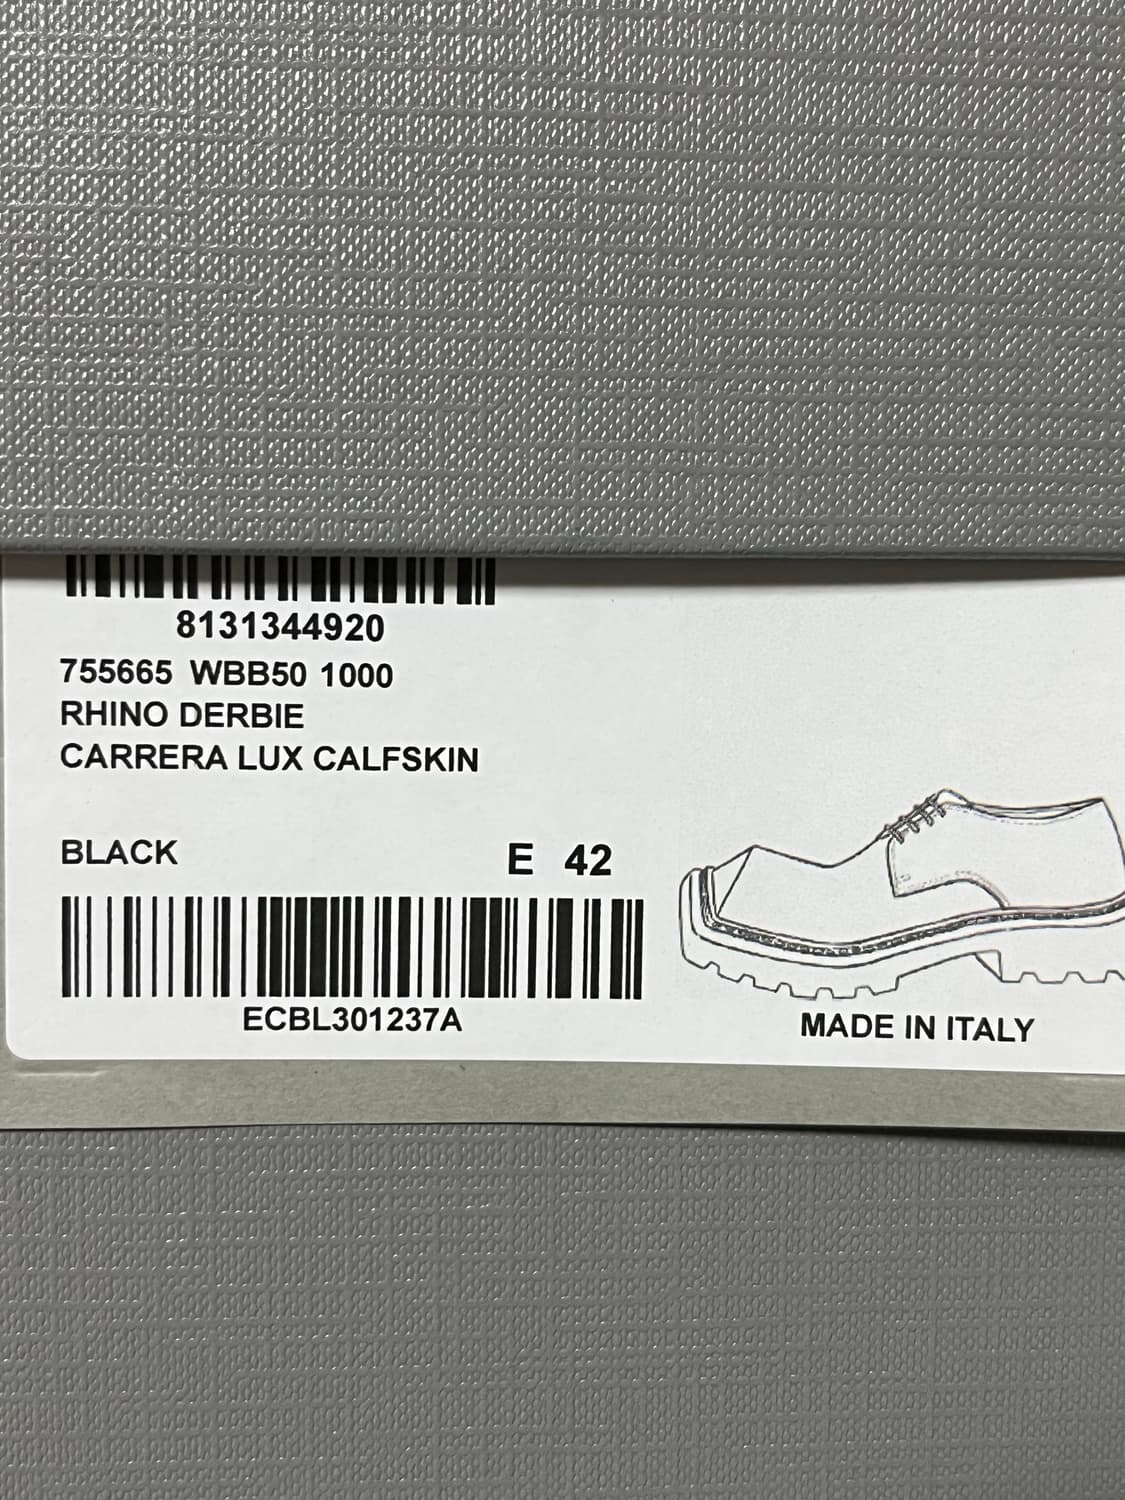 8131344920
755665 WBB50 1000
RHINO DERBIE
CARRERA LUX CALFSKIN
BLACK E 42
ECBL301237A
MADE IN ITALY